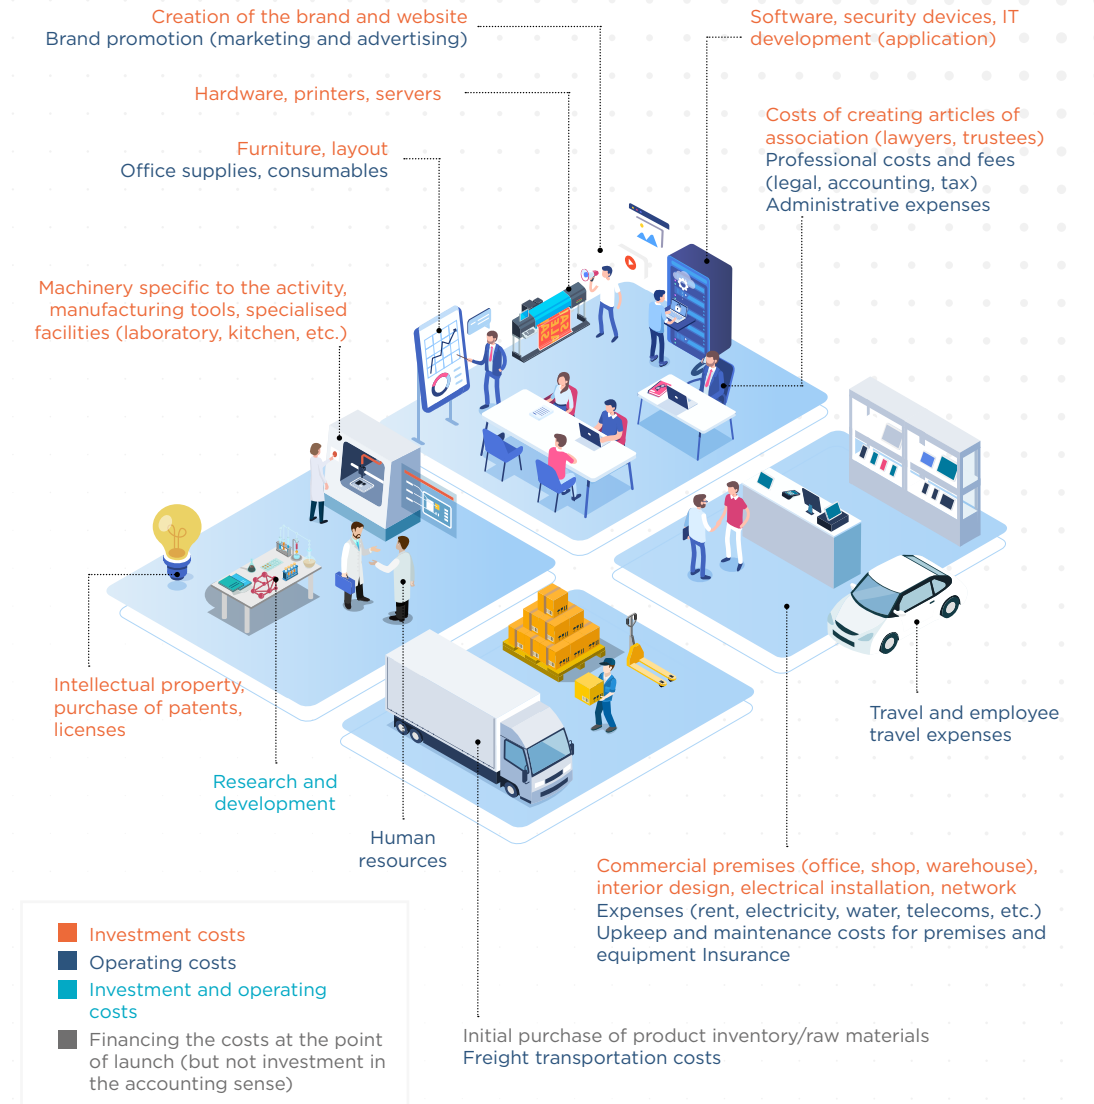 Creation of the brand and website
Brand promotion (marketing and advertising)
Software, security devices, IT
development (application)
Hardware, printers, servers
Costs of creating articles of
association (lawyers, trustees)
Professional costs and fees
(legal, accounting, tax)
Administrative expenses
Furniture, layout
Office supplies, consumables
Machinery specific to the activity,
manufacturing tools, specialised
facilities (laboratory, kitchen, etc.)
Intellectual property,
purchase of patents,
licenses
Travel and employee
travel expenses
Research and
development
Human
resources
Commercial premises (office, shop, warehouse),
interior design, electrical installation, network
Expenses (rent, electricity, water, telecoms, etc.)
Upkeep and maintenance costs for premises and
equipment Insurance
Investment costs
Operating costs
Investment and operating
costs
Financing the costs at the point
of launch (but not investment in
the accounting sense)
Initial purchase of product inventory/raw materials
Freight transportation costs